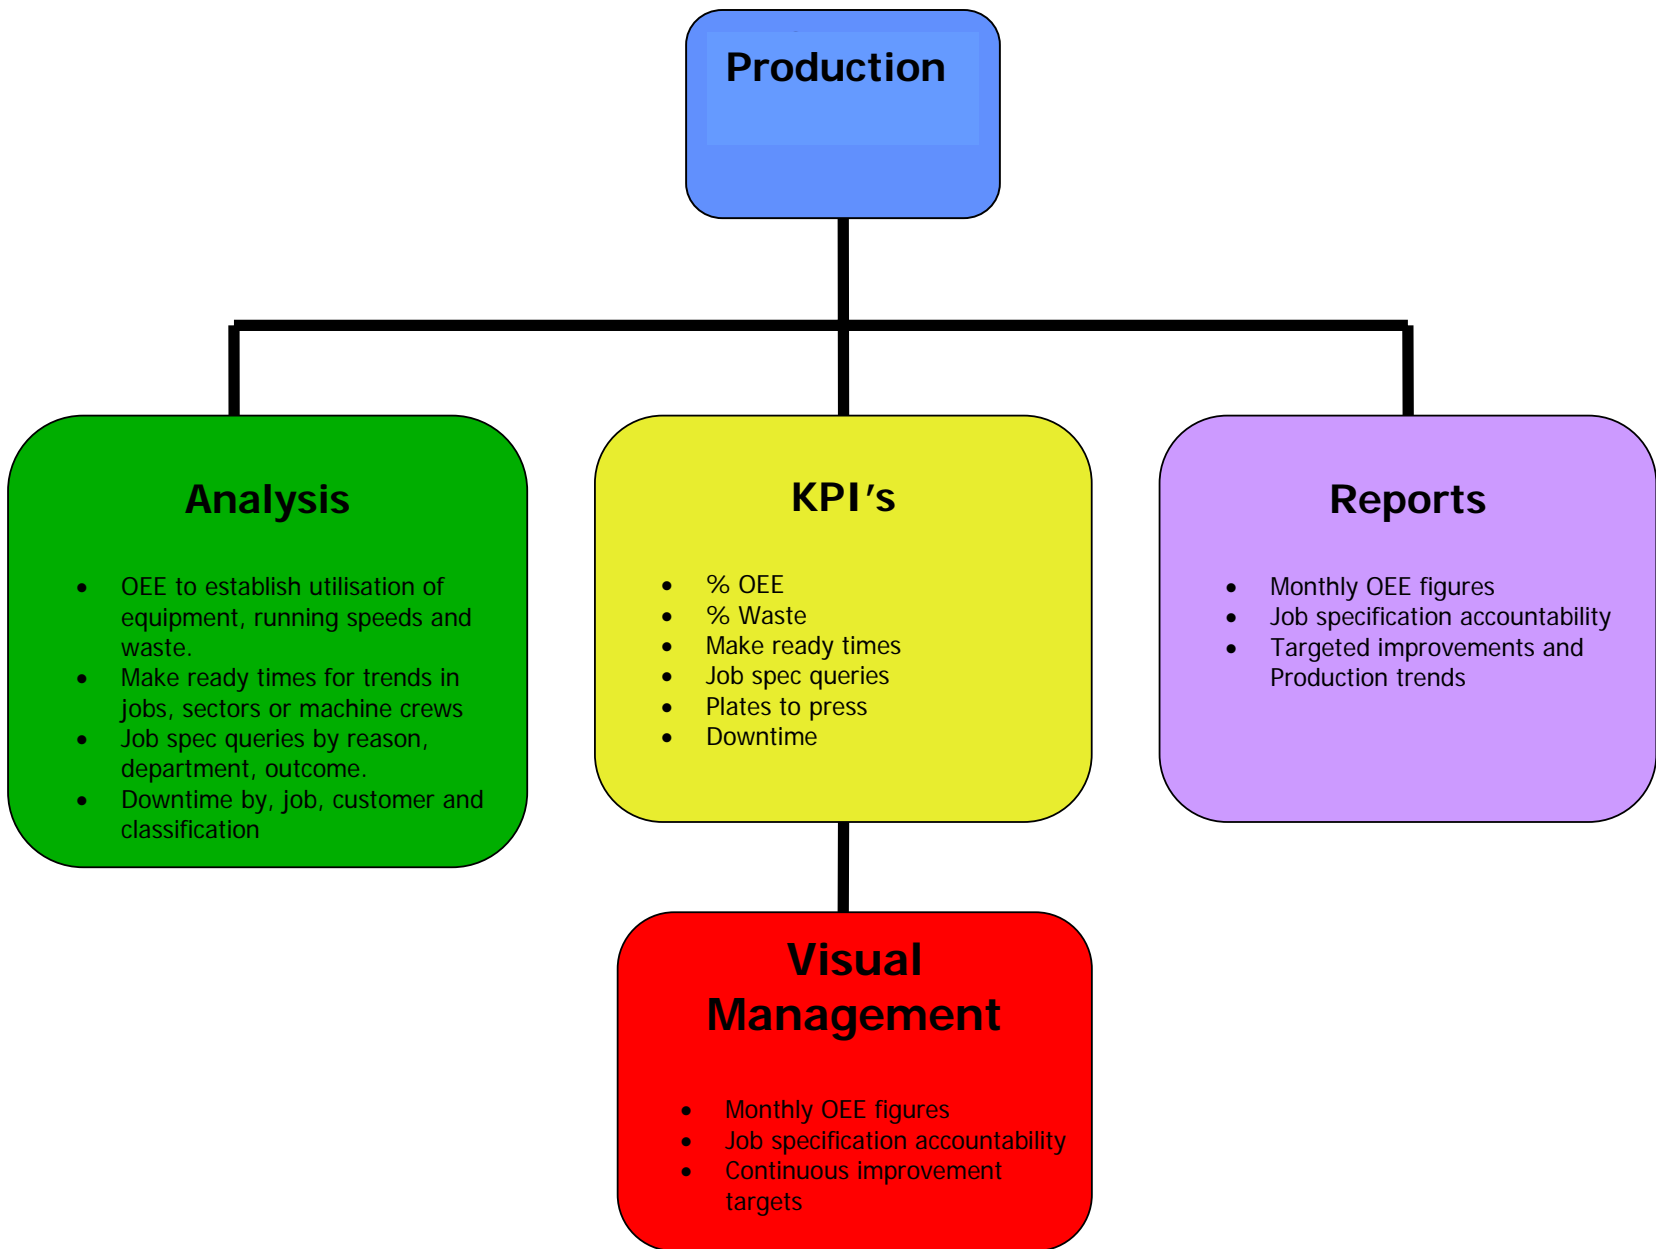 Production
Analysis
• OEE to establish utilisation of
equipment, running speeds and
waste.
• Make ready times for trends in
jobs, sectors or machine crews
• Job spec queries by reason,
department, outcome.
• Downtime by, job, customer and
classification
KPI's
• % OEE
• % Waste
• Make ready times
• Job spec queries
• Plates to press
• Downtime
Reports
• Monthly OEE figures
• Job specification accountability
• Targeted improvements and
Production trends
Visual
Management
• Monthly OEE figures
• Job specification accountability
• Continuous improvement
targets